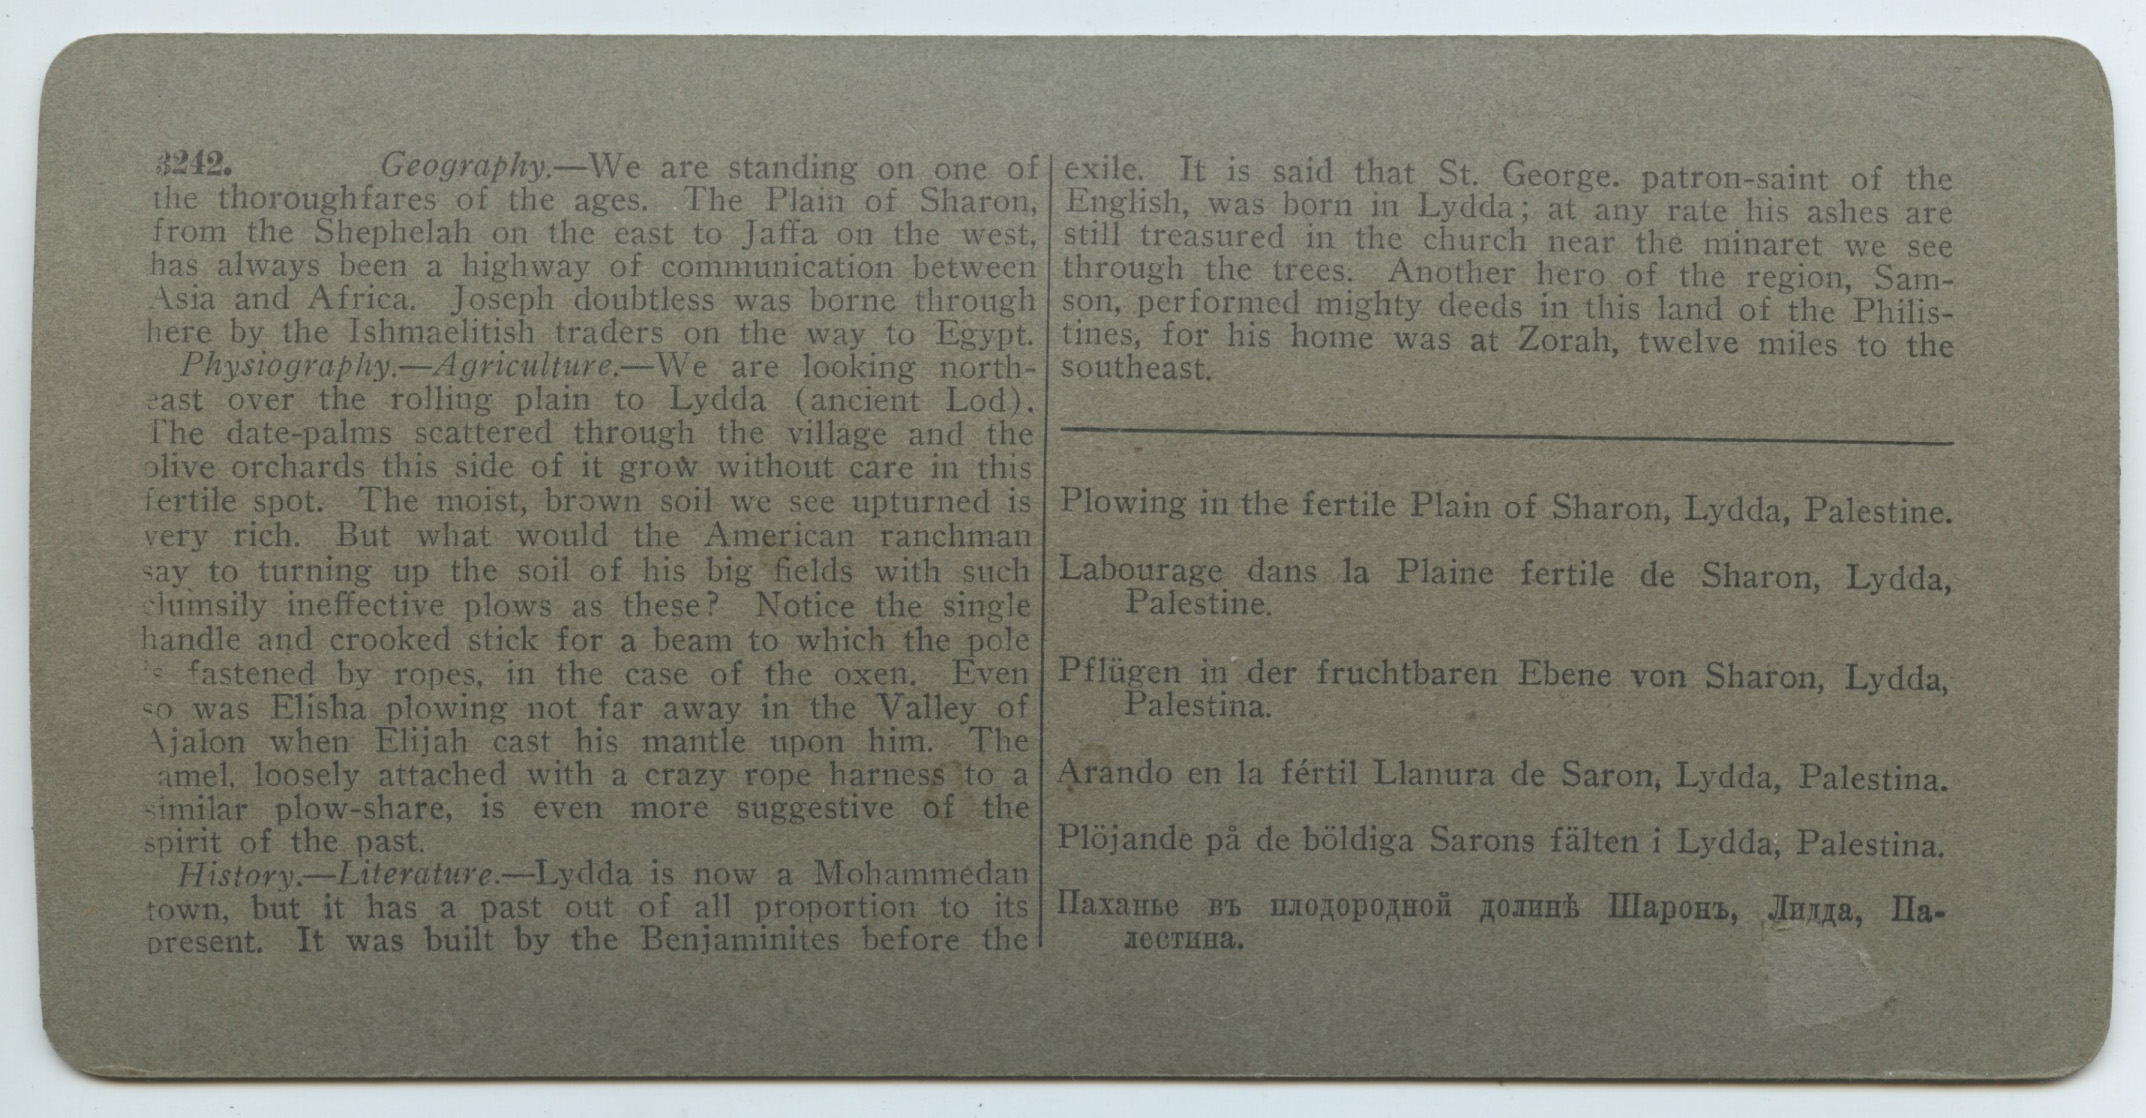 3242. Geography.—We are standing on one of
the thoroughfares of the ages. The Plain of Sharon,
from the Shephelah on the east to Jaffa on the west,
has always been a highway of communication between
Asia and Africa. Joseph doubtless was borne through
here by the Ishmaelitish traders on the way to Egypt.
Physiography.—Agriculture.—We are looking north-
east over the rolling plain to Lydda (ancient Lod).
The date-palms scattered through the village and the
olive orchards this side of it grow without care in this
fertile spot. The moist, brown soil we see upturned is
very rich. But what would the American ranchman
say to turning up the soil of his big fields with such
clumsily ineffective plows as these? Notice the single
handle and crooked stick for a beam to which the pole
is fastened by ropes, in the case of the oxen. Even
so was Elisha plowing not far away in the Valley of
Ajalon when Elijah cast his mantle upon him. The
amel, loosely attached with a crazy rope harness to a
similar plow-share, is even more suggestive of the
spirit of the past.
History.—Literature.—Lydda is now a Mohammedan
town, but it has a past out of all proportion to its
present. It was built by the Benjaminites before the
exile. It is said that St. George. patron-saint of the
English, was born in Lydda; at any rate his ashes are
still treasured in the church near the minaret we see
through the trees. Another hero of the region, Sam-
son, performed mighty deeds in this land of the Philis-
tines, for his home was at Zorah, twelve miles to the
southeast.
Plowing in the fertile Plain of Sharon, Lydda, Palestine.
Labourage dans la Plaine fertile de Sharon, Lydda,
Palestine.
Pflügen in der fruchtbaren Ebene von Sharon, Lydda,
Palestina.
Arando en la fértil Llanura de Saron, Lydda, Palestina.
Plöjande på de böldiga Sarons fälten i Lydda, Palestina.
Паханье въ плодородной долинѣ Шаронъ, Лидда, Па-
лестина.